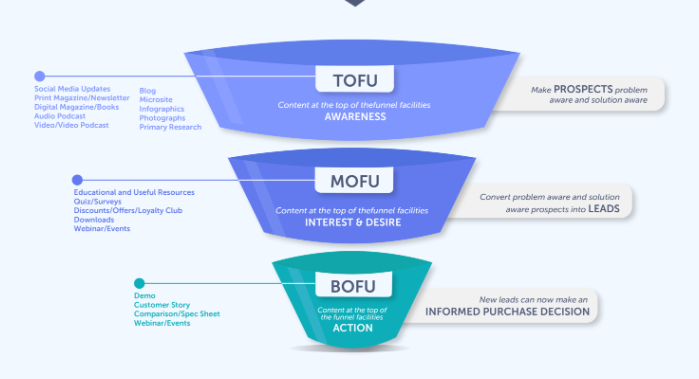 TOFU
Content at the top of thefunnel facilities
AWARENESS
Social Media Updates
Print Magazine/Newsletter
Digital Magazine/Books
Audio Podcast
Video/Video Podcast
Blog
Microsite
Infographics
Photographs
Primary Research
Make PROSPECTS problem
aware and solution aware
MOFU
Content at the top of thefunnel facilities
INTEREST & DESIRE
Educational and Useful Resources
Quiz/Surveys
Discounts/Offers/Loyalty Club
Downloads
Webinar/Events
Convert problem aware and solution
aware prospects into LEADS
BOFU
Content at the top of
the funnel facilities
ACTION
Demo
Customer Story
Comparison/Spec Sheet
Webinar/Events
New leads can now make an
INFORMED PURCHASE DECISION